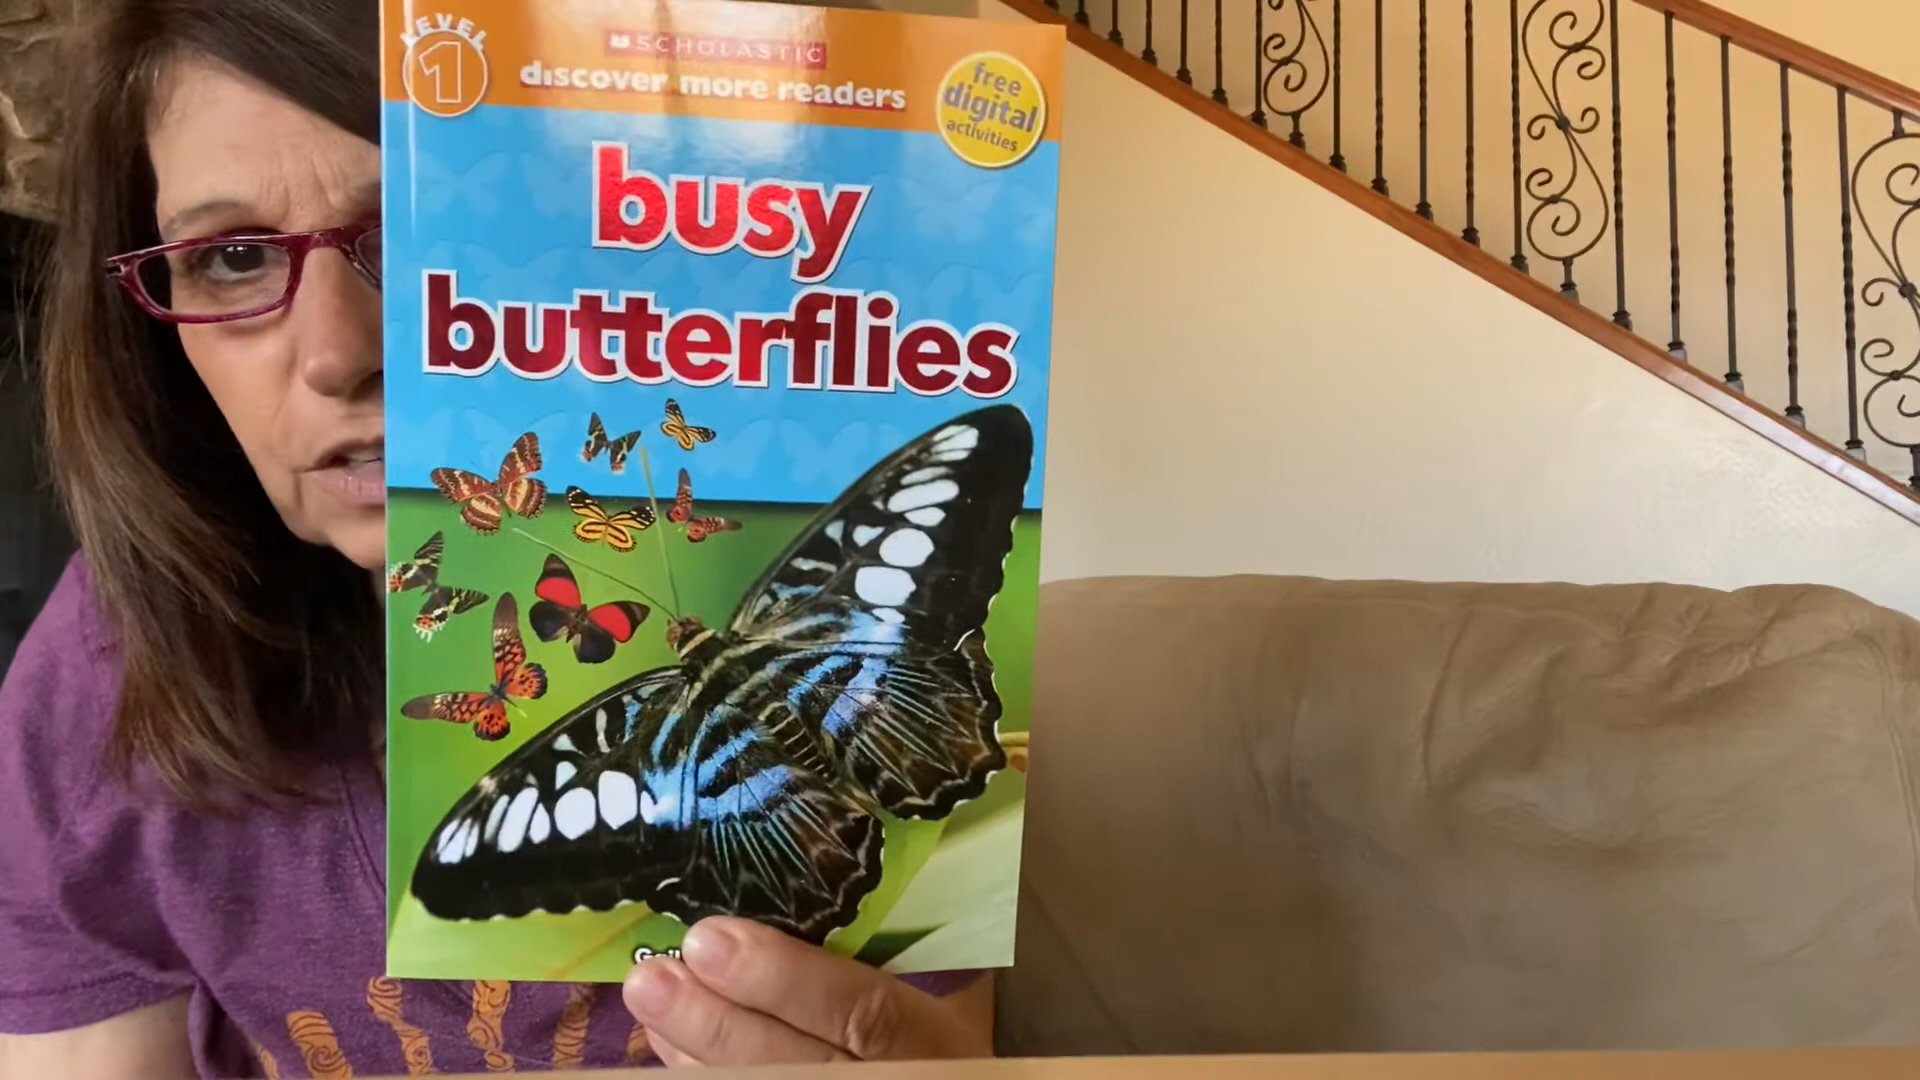 LEVEL
1
SCHOLASTIC
discover more readers
free
digital
activities
busy
butterflies